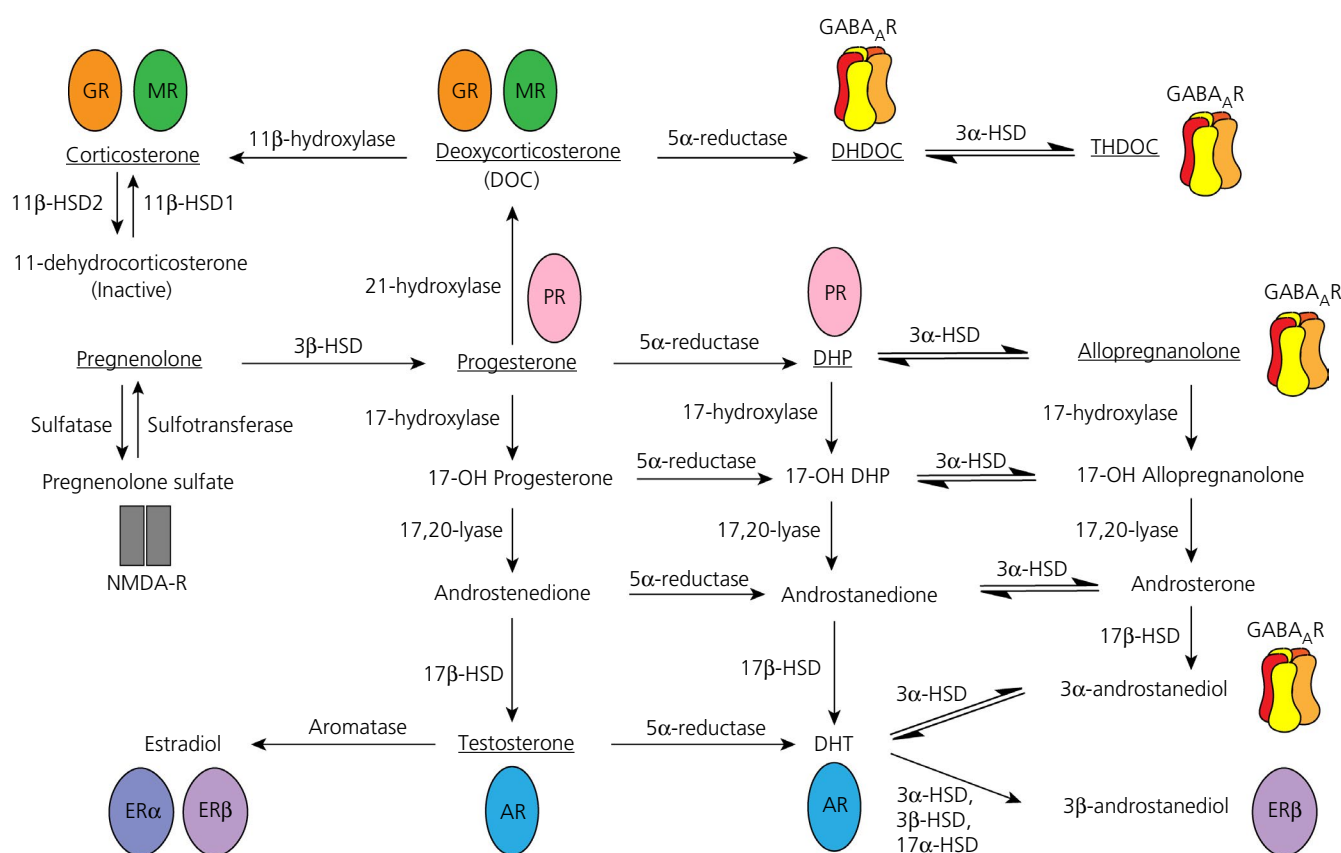 GABA_AR
GR
MR
GR
MR
GABA_AR
11β-hydroxylase
5α-reductase
3α-HSD
Corticosterone
Deoxycorticosterone
(DOC)
DHDOC
THDOC
11β-HSD2
11β-HSD1
11-dehydrocorticosterone
(Inactive)
21-hydroxylase
PR
PR
GABA_AR
3β-HSD
5α-reductase
3α-HSD
Pregnenolone
Progesterone
DHP
Allopregnanolone
Sulfatase
Sulfotransferase
17-hydroxylase
17-hydroxylase
17-hydroxylase
5α-reductase
3α-HSD
Pregnenolone sulfate
17-OH Progesterone
17-OH DHP
17-OH Allopregnanolone
NMDA-R
17,20-lyase
17,20-lyase
17,20-lyase
5α-reductase
3α-HSD
Androstenedione
Androstanedione
Androsterone
17β-HSD
17β-HSD
17β-HSD
GABA_AR
3α-HSD
3α-androstanediol
Aromatase
5α-reductase
Estradiol
Testosterone
DHT
ERα
ERβ
AR
AR
3α-HSD,
3β-HSD,
17α-HSD
3β-androstanediol
ERβ